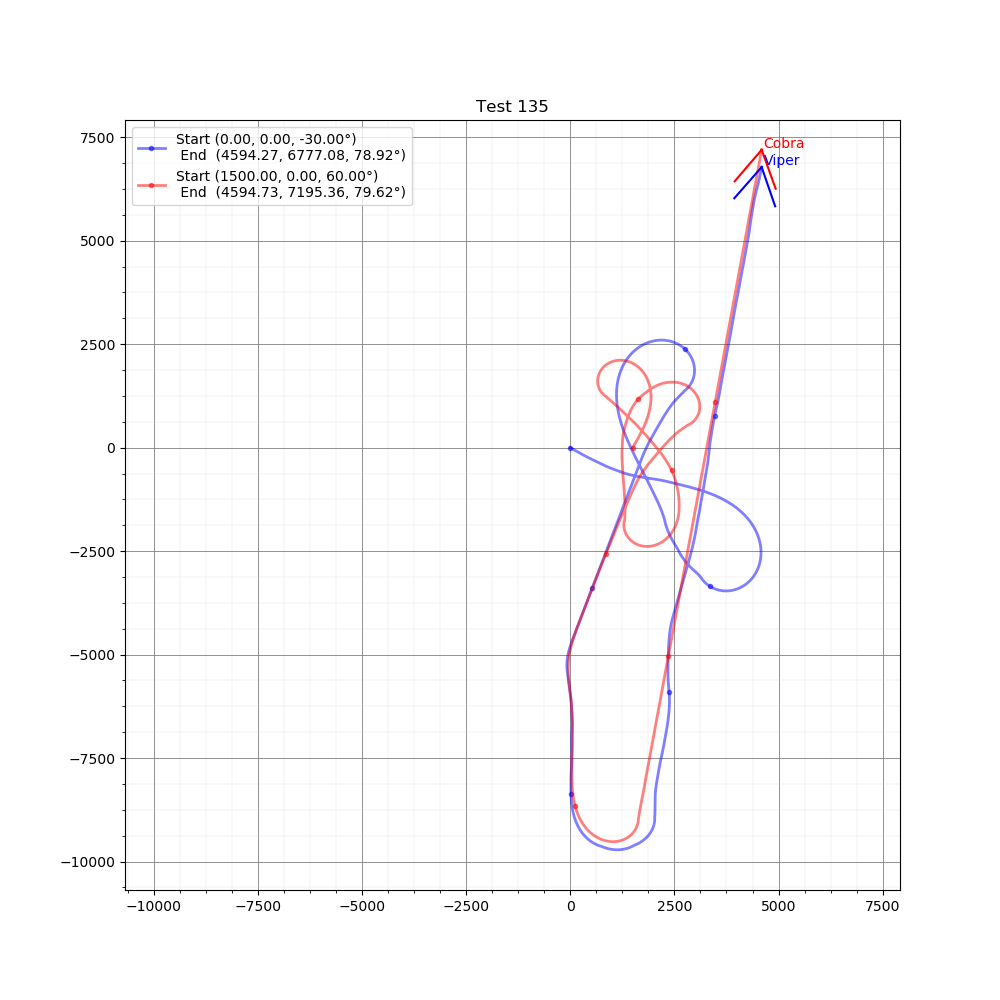 Test 135
Start (0.00, 0.00, -30.00°)
End  (4594.27, 6777.08, 78.92°)
Start (1500.00, 0.00, 60.00°)
End  (4594.73, 7195.36, 79.62°)
Cobra
Viper
7500
5000
2500
0
−2500
−5000
−7500
−10000
−10000 −7500 −5000 −2500 0 2500 5000 7500